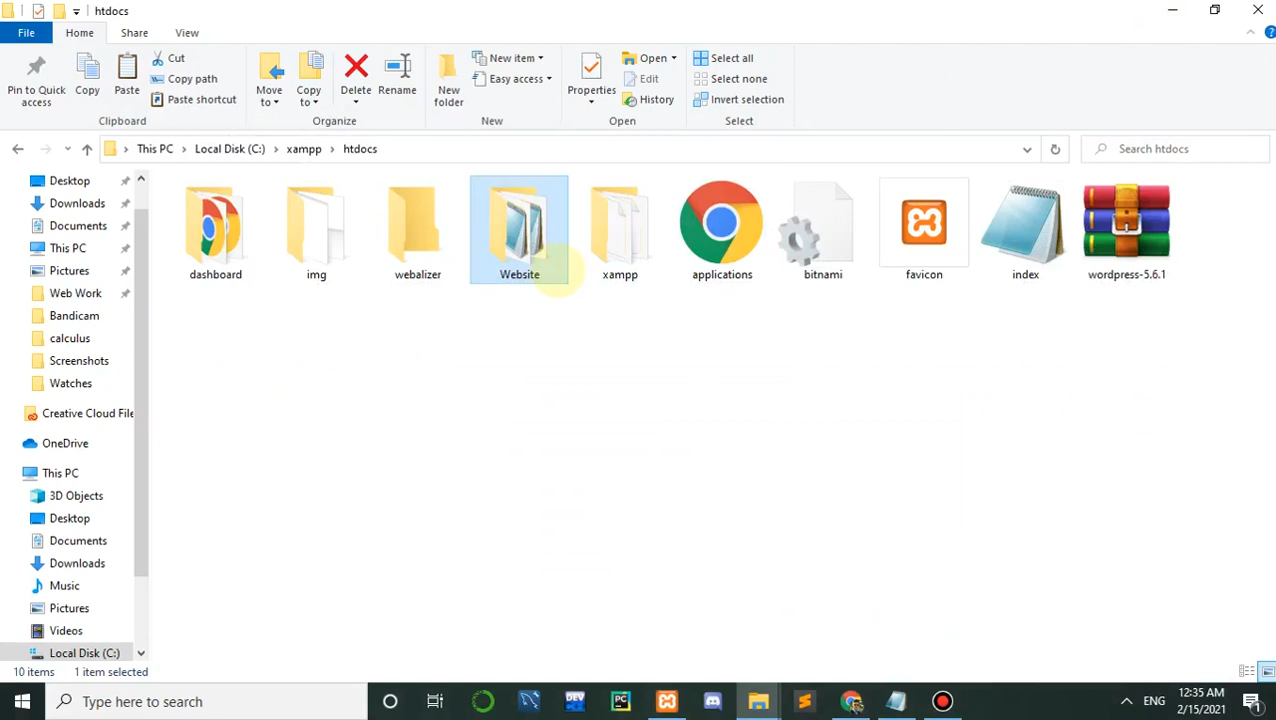 htdocs
File Home Share View
Pin to Quick access
Copy
Paste
Cut
Copy path
Paste shortcut
Clipboard
Move to
Copy to
Delete
Rename
Organize
New folder
New item
Easy access
New
Properties
Open
Edit
History
Open
Select all
Select none
Invert selection
Select
This PC Local Disk (C:) xampp htdocs
Search htdocs
Desktop
Downloads
Documents
This PC
Pictures
Web Work
Bandicam
calculus
Screenshots
Watches
Creative Cloud File
OneDrive
This PC
3D Objects
Desktop
Documents
Downloads
Music
Pictures
Videos
Local Disk (C:)
dashboard img webalizer Website xampp applications bitnami favicon index wordpress-5.6.1
10 items 1 item selected
Type here to search
DEV
PC
ENG
12:35 AM
2/15/2021
1